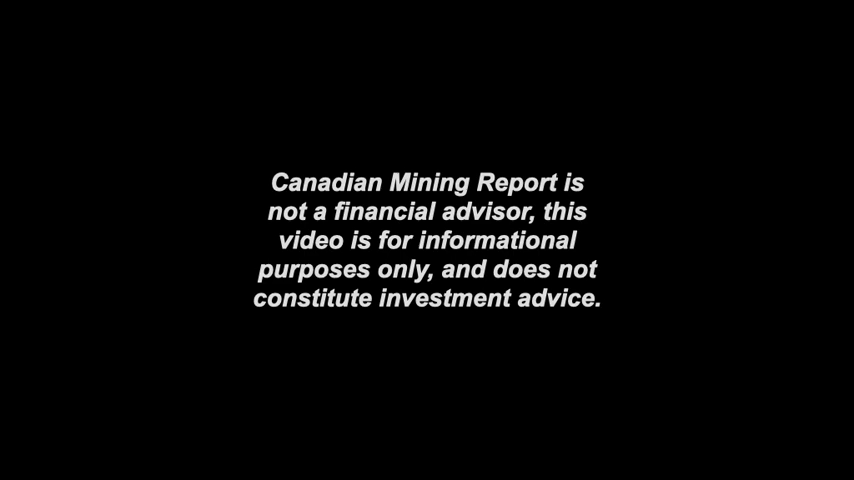 Canadian Mining Report is
not a financial advisor, this
video is for informational
purposes only, and does not
constitute investment advice.